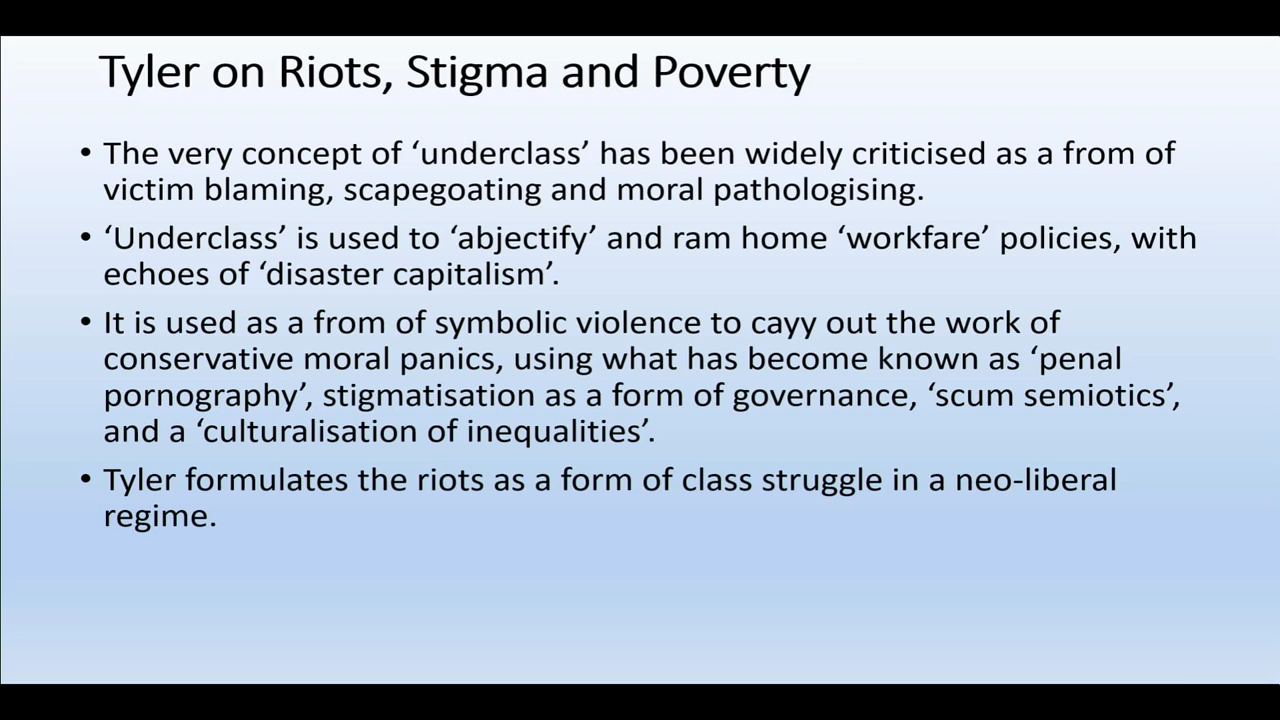 Tyler on Riots, Stigma and Poverty
• The very concept of ‘underclass’ has been widely criticised as a from of
victim blaming, scapegoating and moral pathologising.
• ‘Underclass’ is used to ‘abjectify’ and ram home ‘workfare’ policies, with
echoes of ‘disaster capitalism’.
• It is used as a from of symbolic violence to cayy out the work of
conservative moral panics, using what has become known as ‘penal
pornography’, stigmatisation as a form of governance, ‘scum semiotics’,
and a ‘culturalisation of inequalities’.
• Tyler formulates the riots as a form of class struggle in a neo-liberal
regime.